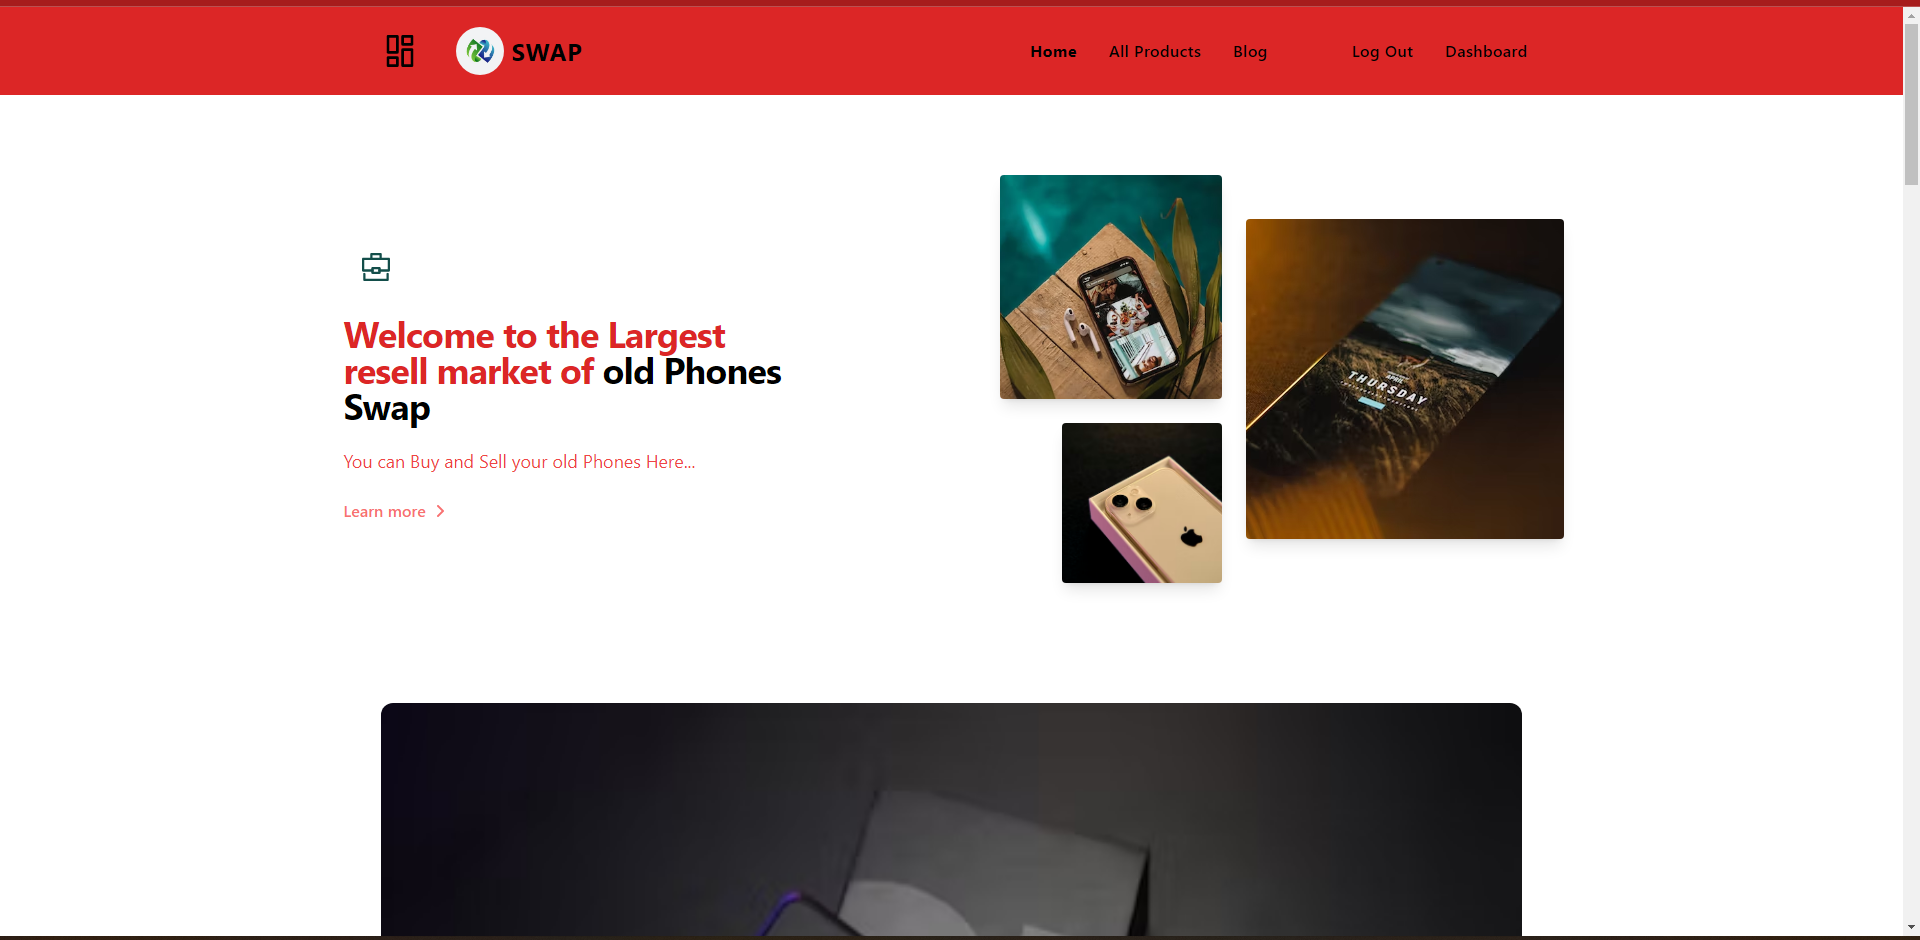 SWAP
Home All Products Blog Log Out Dashboard
Welcome to the Largest
resell market of old Phones
Swap
You can Buy and Sell your old Phones Here...
Learn more
APRIL
THURSDAY